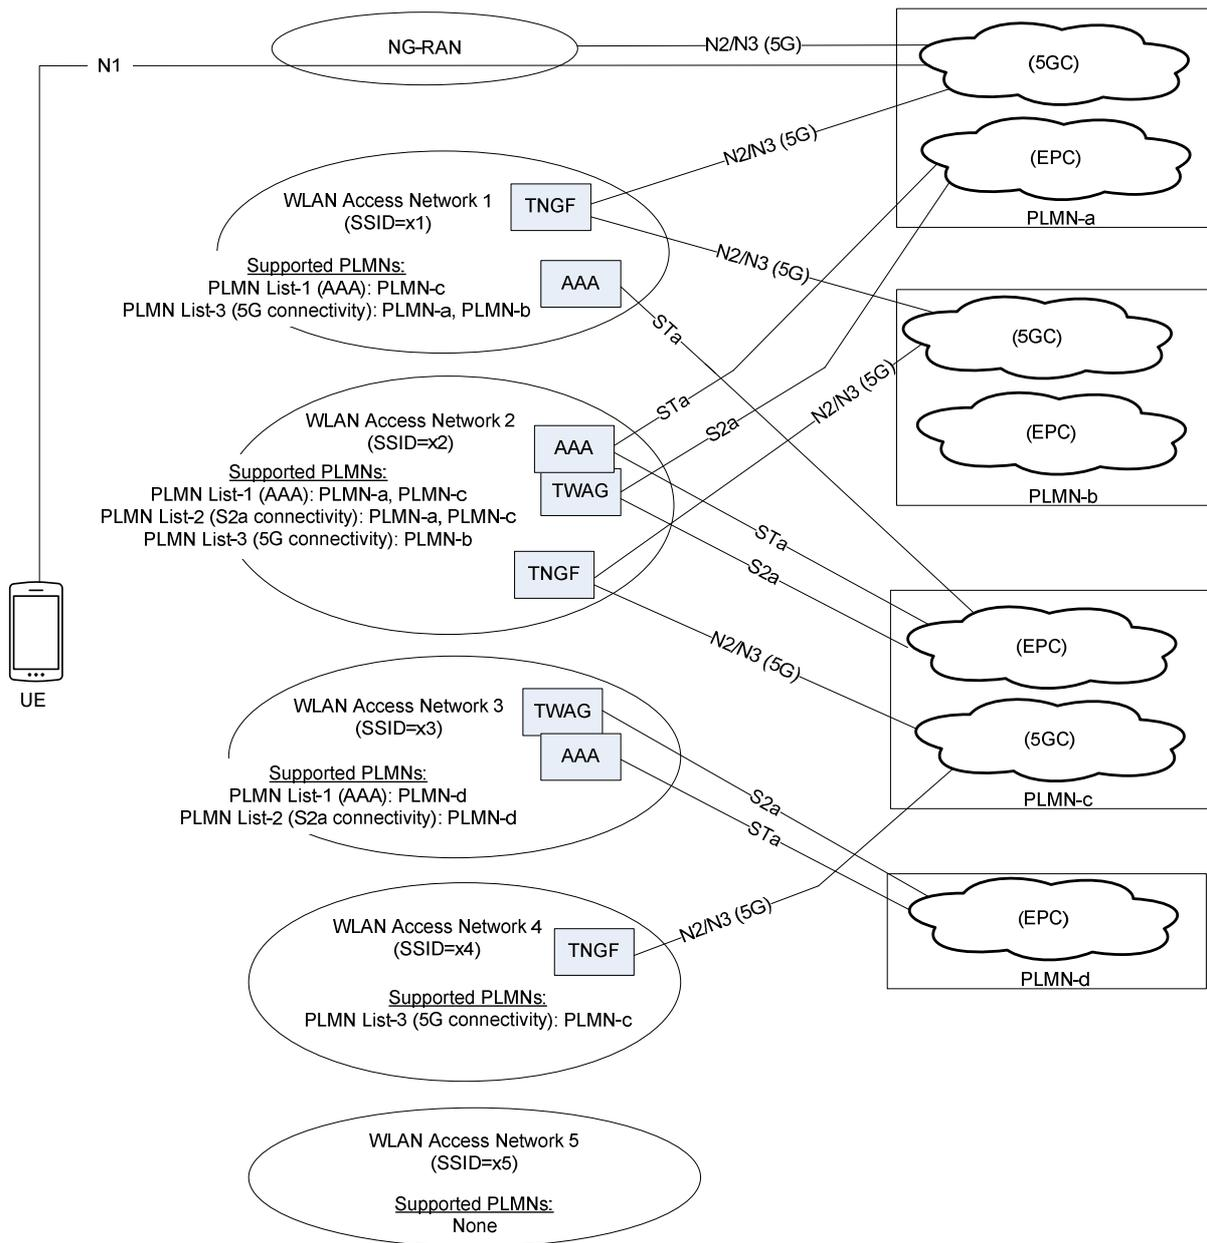 NG-RAN
N2/N3 (5G)
(5GC)
N1
N2/N3 (5G)
(EPC)
PLMN-a
WLAN Access Network 1
(SSID=x1)
TNGF
N2/N3 (5G)
Supported PLMNs:
PLMN List-1 (AAA): PLMN-c
PLMN List-3 (5G connectivity): PLMN-a, PLMN-b
AAA
STa
(5GC)
N2/N3 (5G)
(EPC)
PLMN-b
WLAN Access Network 2
(SSID=x2)
STa
S2a
AAA
Supported PLMNs:
PLMN List-1 (AAA): PLMN-a, PLMN-c
PLMN List-2 (S2a connectivity): PLMN-a, PLMN-c
PLMN List-3 (5G connectivity): PLMN-b
TWAG
STa
S2a
TNGF
N2/N3 (5G)
(EPC)
(5GC)
PLMN-c
UE
WLAN Access Network 3
(SSID=x3)
TWAG
AAA
Supported PLMNs:
PLMN List-1 (AAA): PLMN-d
PLMN List-2 (S2a connectivity): PLMN-d
S2a
STa
WLAN Access Network 4
(SSID=x4)
TNGF
N2/N3 (5G)
(EPC)
PLMN-d
Supported PLMNs:
PLMN List-3 (5G connectivity): PLMN-c
WLAN Access Network 5
(SSID=x5)
Supported PLMNs:
None